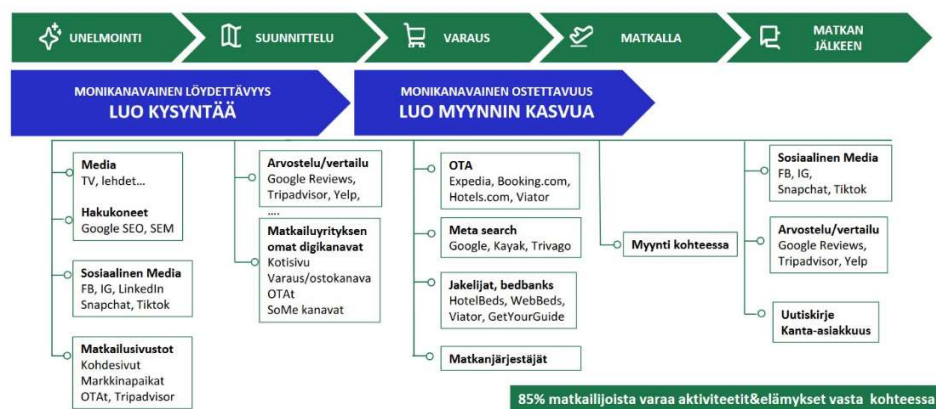 UNELMOINTI
SUUNNITTELU
VARAUS
MATKALLA
MATKAN
JÄLKEEN
MONIKANAVAINEN LÖYDETTÄVYYS
LUO KYSYNTÄÄ
MONIKANAVAINEN OSTETTAVUUS
LUO MYYNNIN KASVUA
Media
TV, lehdet...
Hakukoneet
Google SEO, SEM
Sosiaalinen Media
FB, IG, LinkedIn
Snapchat, Tiktok
Matkailusivustot
Kohdesivut
Markkinapaikat
OTAt, Tripadvisor
Arvostelu/vertailu
Google Reviews,
Tripadvisor, Yelp,
....
Matkailuyrityksen
omat digikanavat
Kotisivu
Varaus/ostokanava
OTAt
SoMe kanavat
OTA
Expedia, Booking.com,
Hotels.com, Viator
Meta search
Google, Kayak, Trivago
Jakelijat, bedbanks
HotelBeds, WebBeds,
Viator, GetYourGuide
Matkanjärjestäjät
Myynti kohteessa
Sosiaalinen Media
FB, IG,
Snapchat, Tiktok
Arvostelu/vertailu
Google Reviews,
Tripadvisor, Yelp
Uutiskirje
Kanta-asiakkuus
85% matkailijoista varaa aktiviteetit&elämykset vasta kohteessa